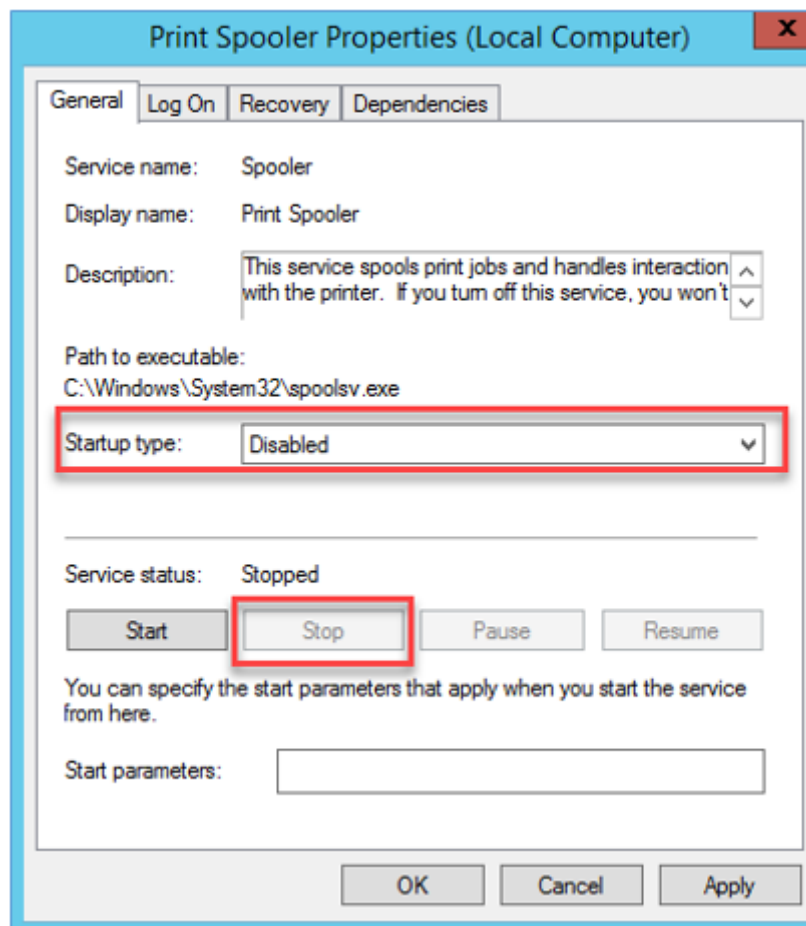 Print Spooler Properties (Local Computer)
x
General Log On Recovery Dependencies
Service name: Spooler
Display name: Print Spooler
Description: This service spools print jobs and handles interaction
with the printer. If you turn off this service, you won't
Path to executable:
C:\Windows\System32\spoolsv.exe
Startup type: Disabled
Service status: Stopped
Start Stop Pause Resume
You can specify the start parameters that apply when you start the service
from here.
Start parameters:
OK Cancel Apply